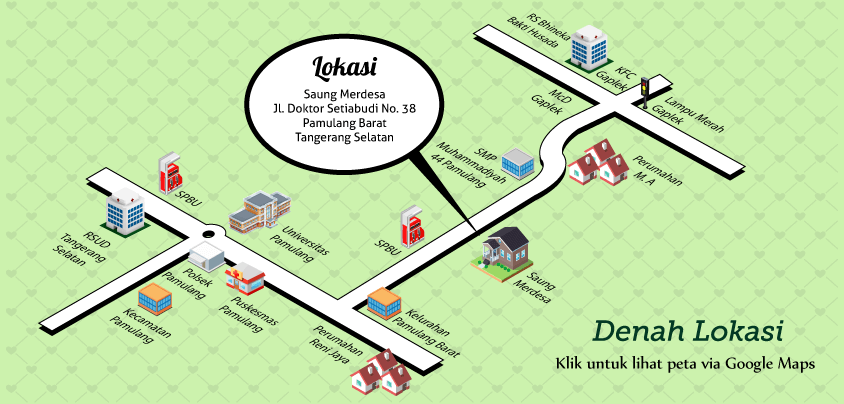 Lokasi
Saung Merdesa
Jl. Doktor Setiabudi No. 38
Pamulang Barat
Tangerang Selatan
RS Bhineka
Bakti Husada
KFC
Gaplek
McD
Gaplek
Lampu Merah
Gaplek
SMP
Muhammadiyah
44 Pamulang
Perumahan
M. A
SPBU
RSUD
Tangerang
Selatan
Universitas
Pamulang
SPBU
Saung
Merdesa
Polsek
Pamulang
Puskesmas
Pamulang
Kecamatan
Pamulang
Kelurahan
Pamulang Barat
Perumahan
Reni Jaya
Denah Lokasi
Klik untuk lihat peta via Google Maps